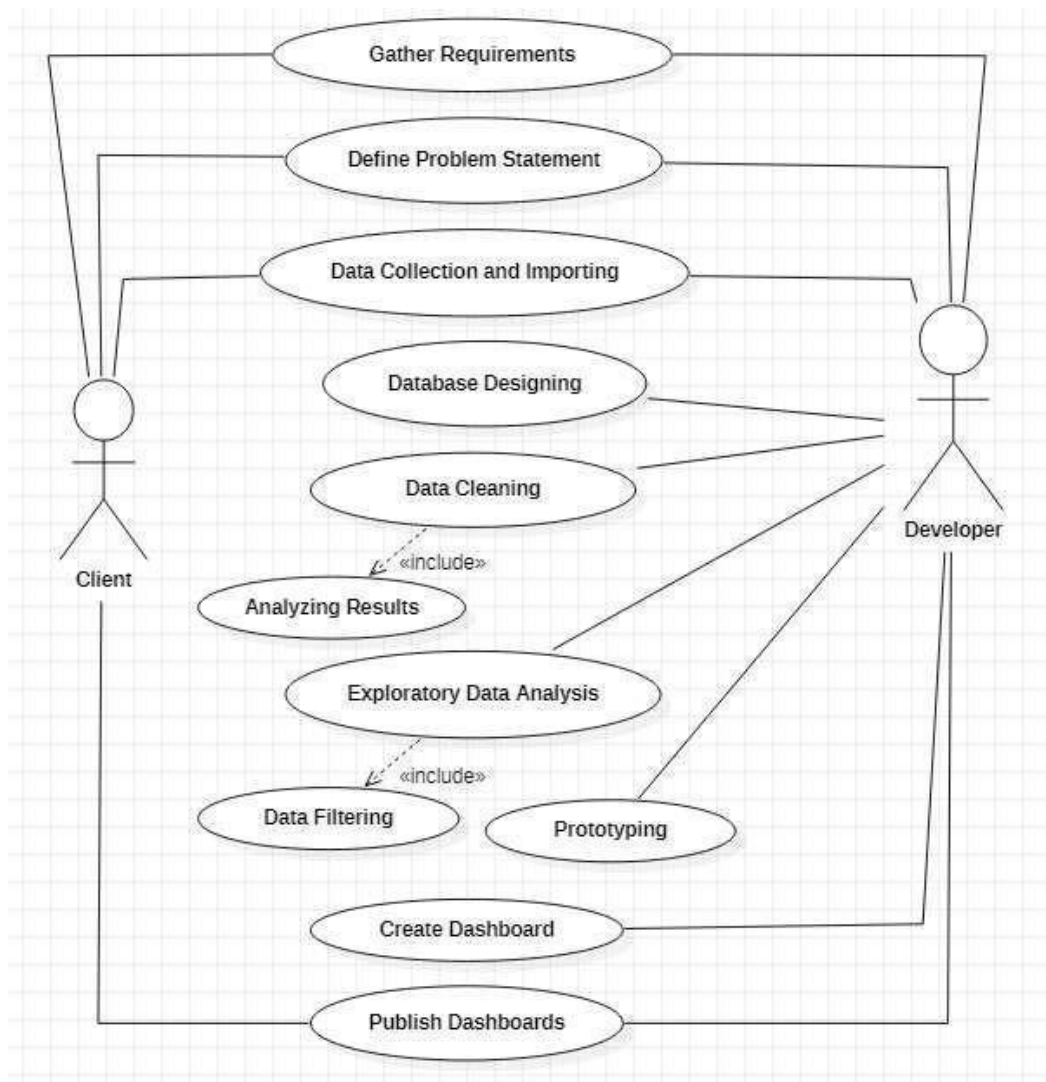 Gather Requirements
Define Problem Statement
Data Collection and Importing
Database Designing
Data Cleaning
Developer
«include»
Client
Analyzing Results
Exploratory Data Analysis
«include»
Data Filtering
Prototyping
Create Dashboard
Publish Dashboards